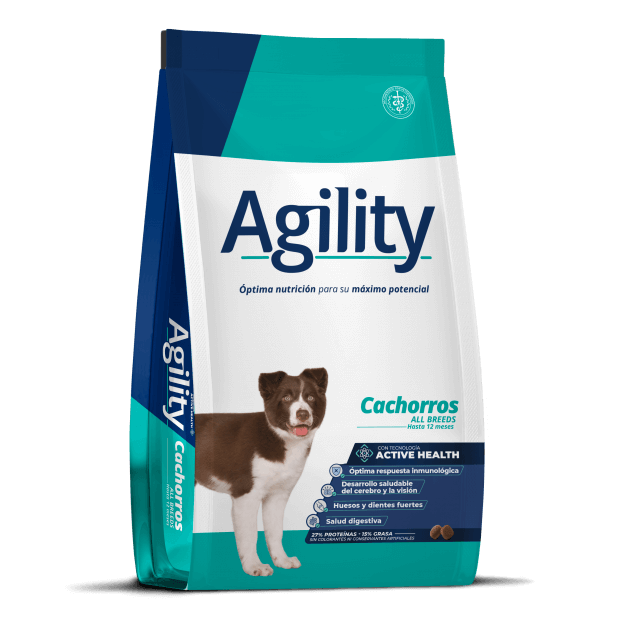 Agility
Óptima nutrición para su máximo potencial
Cachorros
ALL BREEDS
Hasta 12 meses
CON TECNOLOGÍA
ACTIVE HEALTH
Óptima respuesta inmunológica
Desarrollo saludable
del cerebro y la visión
Huesos y dientes fuertes
Salud digestiva
27% PROTEÍNAS · 15% GRASA
SIN COLORANTES NI CONSERVANTES ARTIFICIALES
Agility
Cachorros
ALL BREEDS